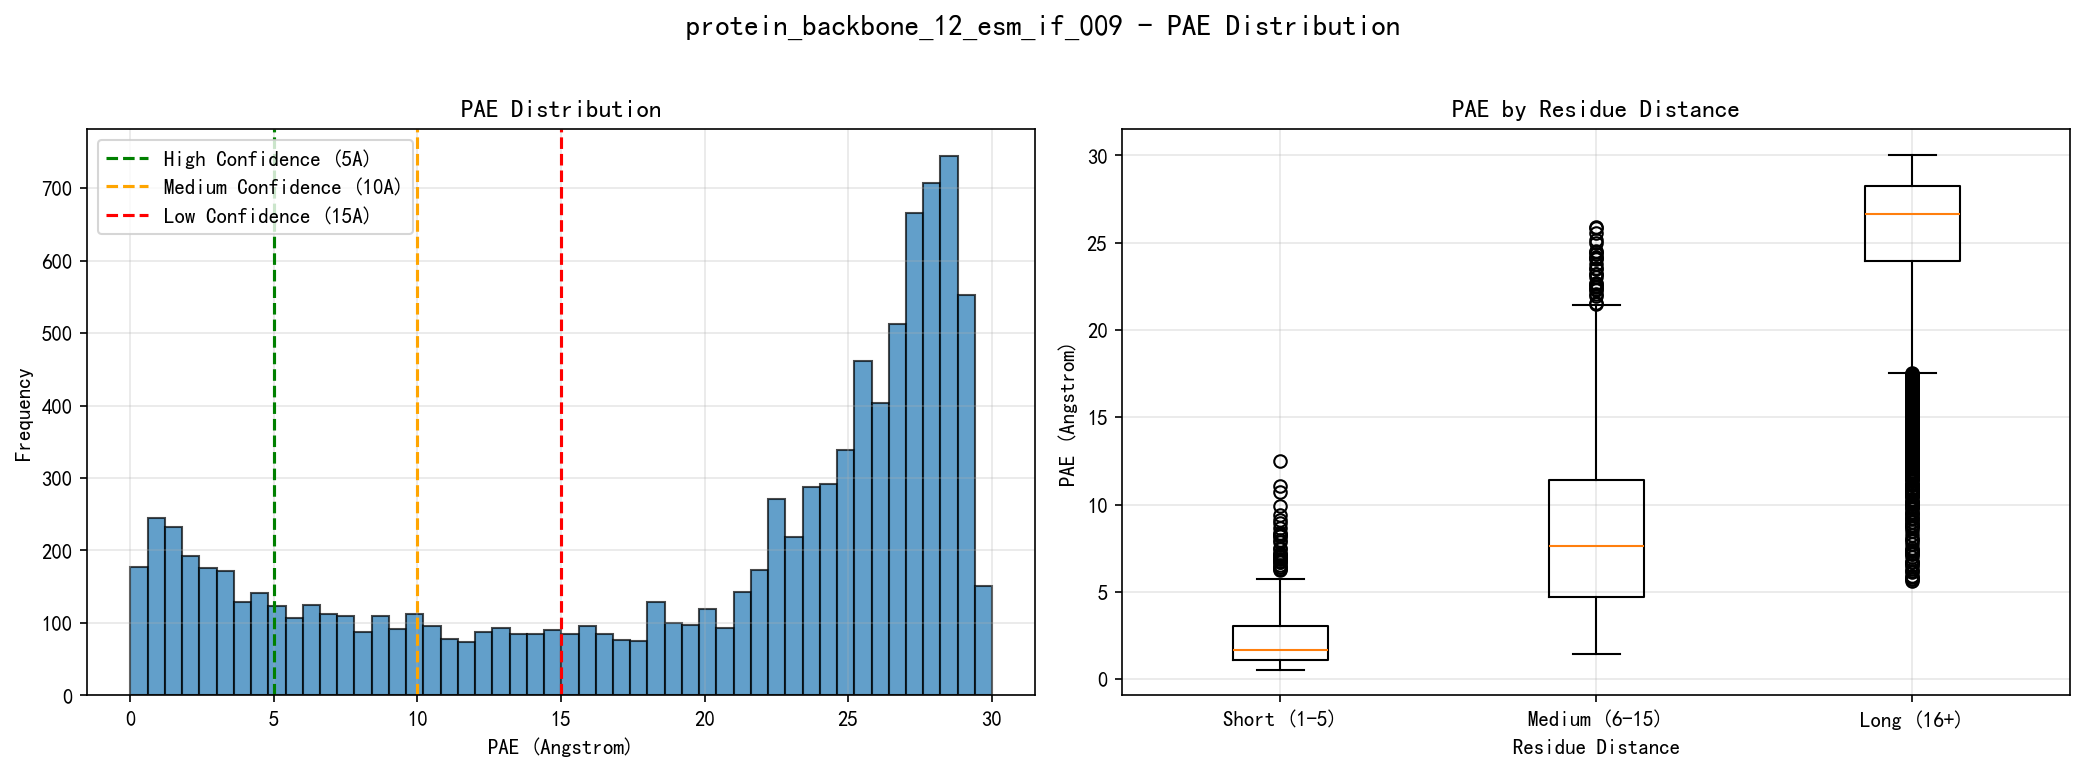 protein_backbone_12_esm_if_009 - PAE Distribution
PAE Distribution
High Confidence (5A)
Medium Confidence (10A)
Low Confidence (15A)
700
600
500
400
300
200
100
0
Frequency
0 5 10 15 20 25 30
PAE (Angstrom)
PAE by Residue Distance
30
25
20
15
10
5
0
PAE (Angstrom)
Short (1-5) Medium (6-15) Long (16+)
Residue Distance